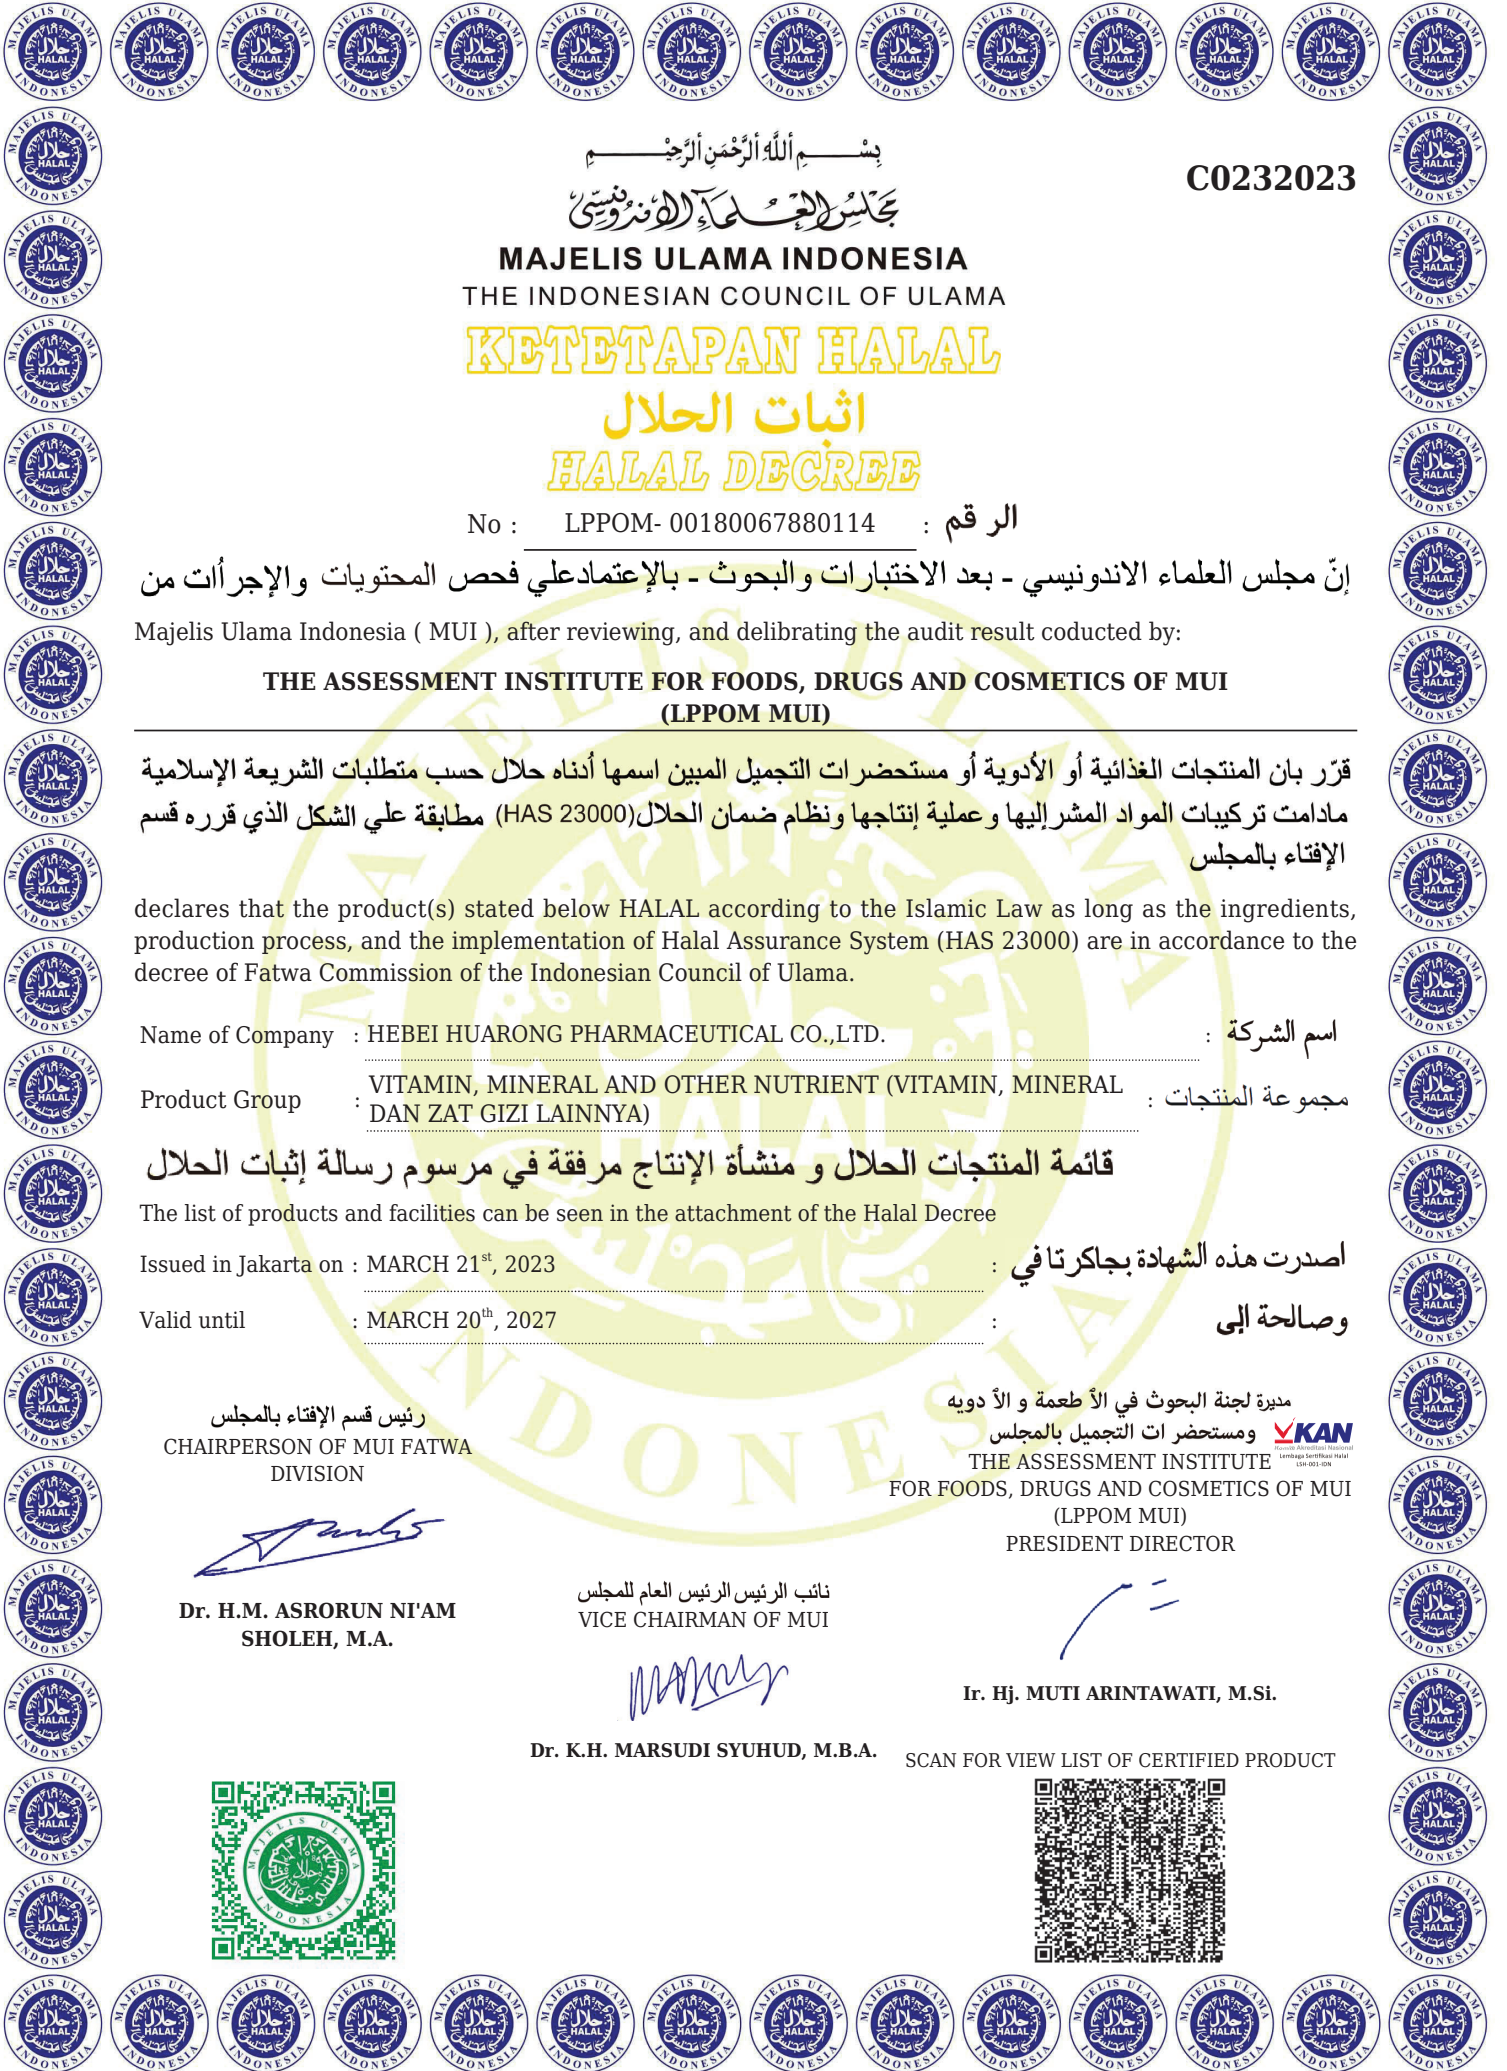 بِسْمِ اللَّهِ الرَّحْمَنِ الرَّحِيْمِ
C0232023
مجلس العلماء الاندونيسي
MAJELIS ULAMA INDONESIA
THE INDONESIAN COUNCIL OF ULAMA
KETETAPAN HALAL
اثبات الحلال
HALAL DECREE
No : LPPOM- 00180067880114 : الرقم
إنّ مجلس العلماء الاندونيسي - بعد الاختبارات والبحوث - بالإعتمادعلي فحص المحتويات والإجرأات من
Majelis Ulama Indonesia ( MUI ), after reviewing, and delibrating the audit result coducted by:
THE ASSESSMENT INSTITUTE FOR FOODS, DRUGS AND COSMETICS OF MUI
(LPPOM MUI)
قرّر بان المنتجات الغذائية أو الأدوية أو مستحضرات التجميل المبين اسمها أدناه حلال حسب متطلبات الشريعة الإسلامية
مادامت تركيبات المواد المشرإليها وعملية إنتاجها ونظام ضمان الحلال(HAS 23000) مطابقة علي الشكل الذي قرره قسم
الإفتاء بالمجلس
declares that the product(s) stated below HALAL according to the Islamic Law as long as the ingredients,
production process, and the implementation of Halal Assurance System (HAS 23000) are in accordance to the
decree of Fatwa Commission of the Indonesian Council of Ulama.
Name of Company : HEBEI HUARONG PHARMACEUTICAL CO.,LTD. : اسم الشركة
Product Group : VITAMIN, MINERAL AND OTHER NUTRIENT (VITAMIN, MINERAL : مجموعة المنتجات
DAN ZAT GIZI LAINNYA)
قائمة المنتجات الحلال و منشأة الإنتاج مرفقة في مرسوم رسالة إثبات الحلال
The list of products and facilities can be seen in the attachment of the Halal Decree
Issued in Jakarta on : MARCH 21st, 2023 : أصدرت هذه الشهادة بجاكرتا في
Valid until : MARCH 20th, 2027 : وصالحة إلى
رئيس قسم الإفتاء بالمجلس
CHAIRPERSON OF MUI FATWA
DIVISION
Dr. H.M. ASRORUN NI'AM
SHOLEH, M.A.
نائب الرئيس الرئيس العام للمجلس
VICE CHAIRMAN OF MUI
Dr. K.H. MARSUDI SYUHUD, M.B.A.
مديرة لجنة البحوث في الأ طعمة و الأ دويه
ومستحضر ات التجميل بالمجلس
KAN
Komite Akreditasi Nasional
Lembaga Sertifikasi Halal
LSH-001-IDN
THE ASSESSMENT INSTITUTE
FOR FOODS, DRUGS AND COSMETICS OF MUI
(LPPOM MUI)
PRESIDENT DIRECTOR
Ir. Hj. MUTI ARINTAWATI, M.Si.
SCAN FOR VIEW LIST OF CERTIFIED PRODUCT
MAJELIS ULAMA
حلال
HALAL
INDONESIA